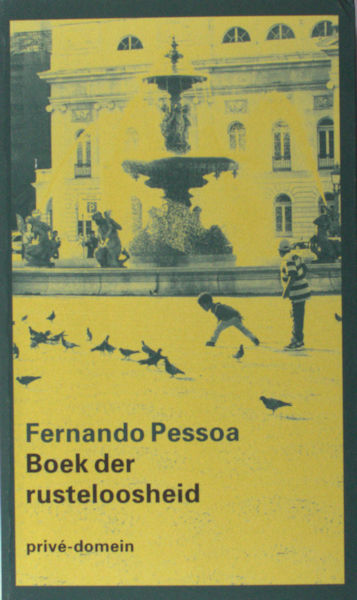 Fernando Pessoa
Boek der
rusteloosheid
privé-domein